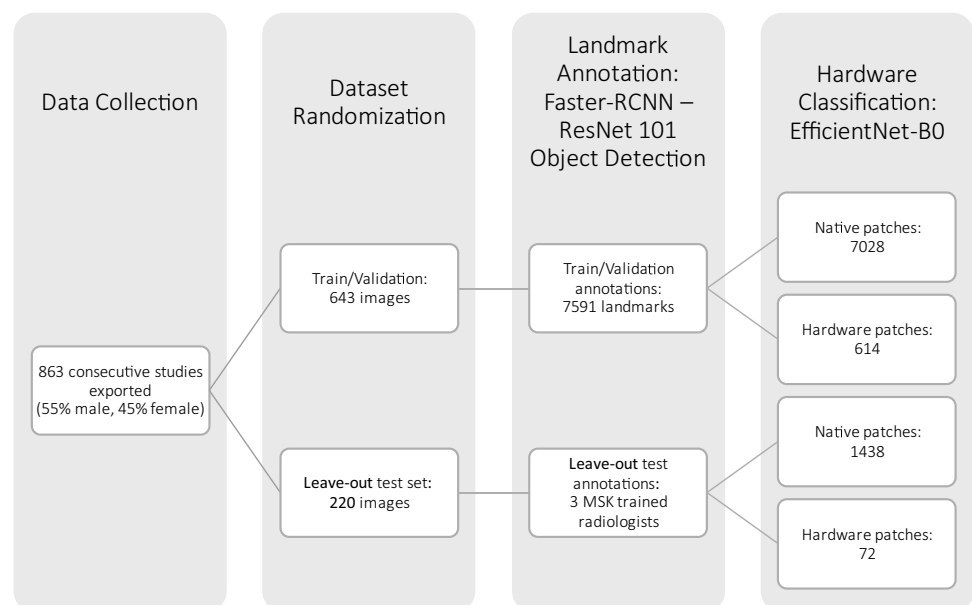 Data Collection
Dataset
Randomization
Landmark
Annotation:
Faster-RCNN –
ResNet 101
Object Detection
Hardware
Classification:
EfficientNet-B0
863 consecutive studies
exported
(55% male, 45% female)
Train/Validation:
643 images
Leave-out test set:
220 images
Train/Validation
annotations:
7591 landmarks
Leave-out test
annotations:
3 MSK trained
radiologists
Native patches:
7028
Hardware patches:
614
Native patches:
1438
Hardware patches:
72